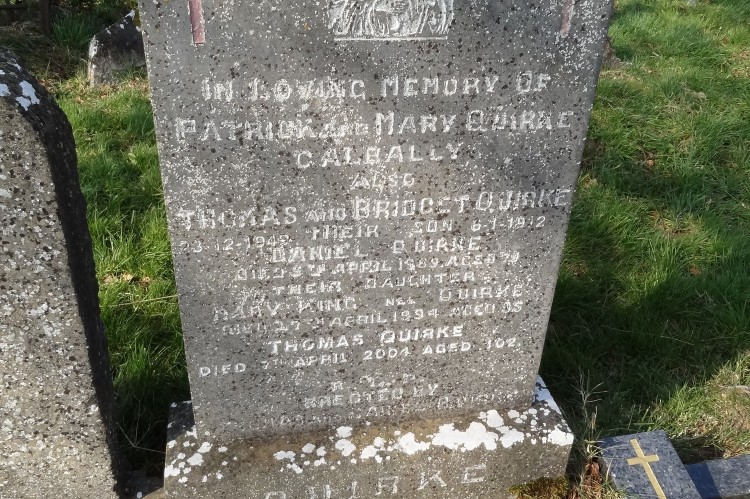 IN LOVING MEMORY OF
PATRICK AND MARY QUIRKE
GALBALLY
ALSO
THOMAS AND BRIDGET QUIRKE
23-12-1949 THEIR SON 6-1-1912
DANIEL QUIRKE
DIED 5TH APRIL 1989 AGED 79
THEIR DAUGHTER
MARY KING NEE QUIRKE
DIED 27TH APRIL 1994 AGED 85
THOMAS QUIRKE
DIED 7TH APRIL 2004 AGED 102
R.I.P.
ERECTED BY
QUIRKE